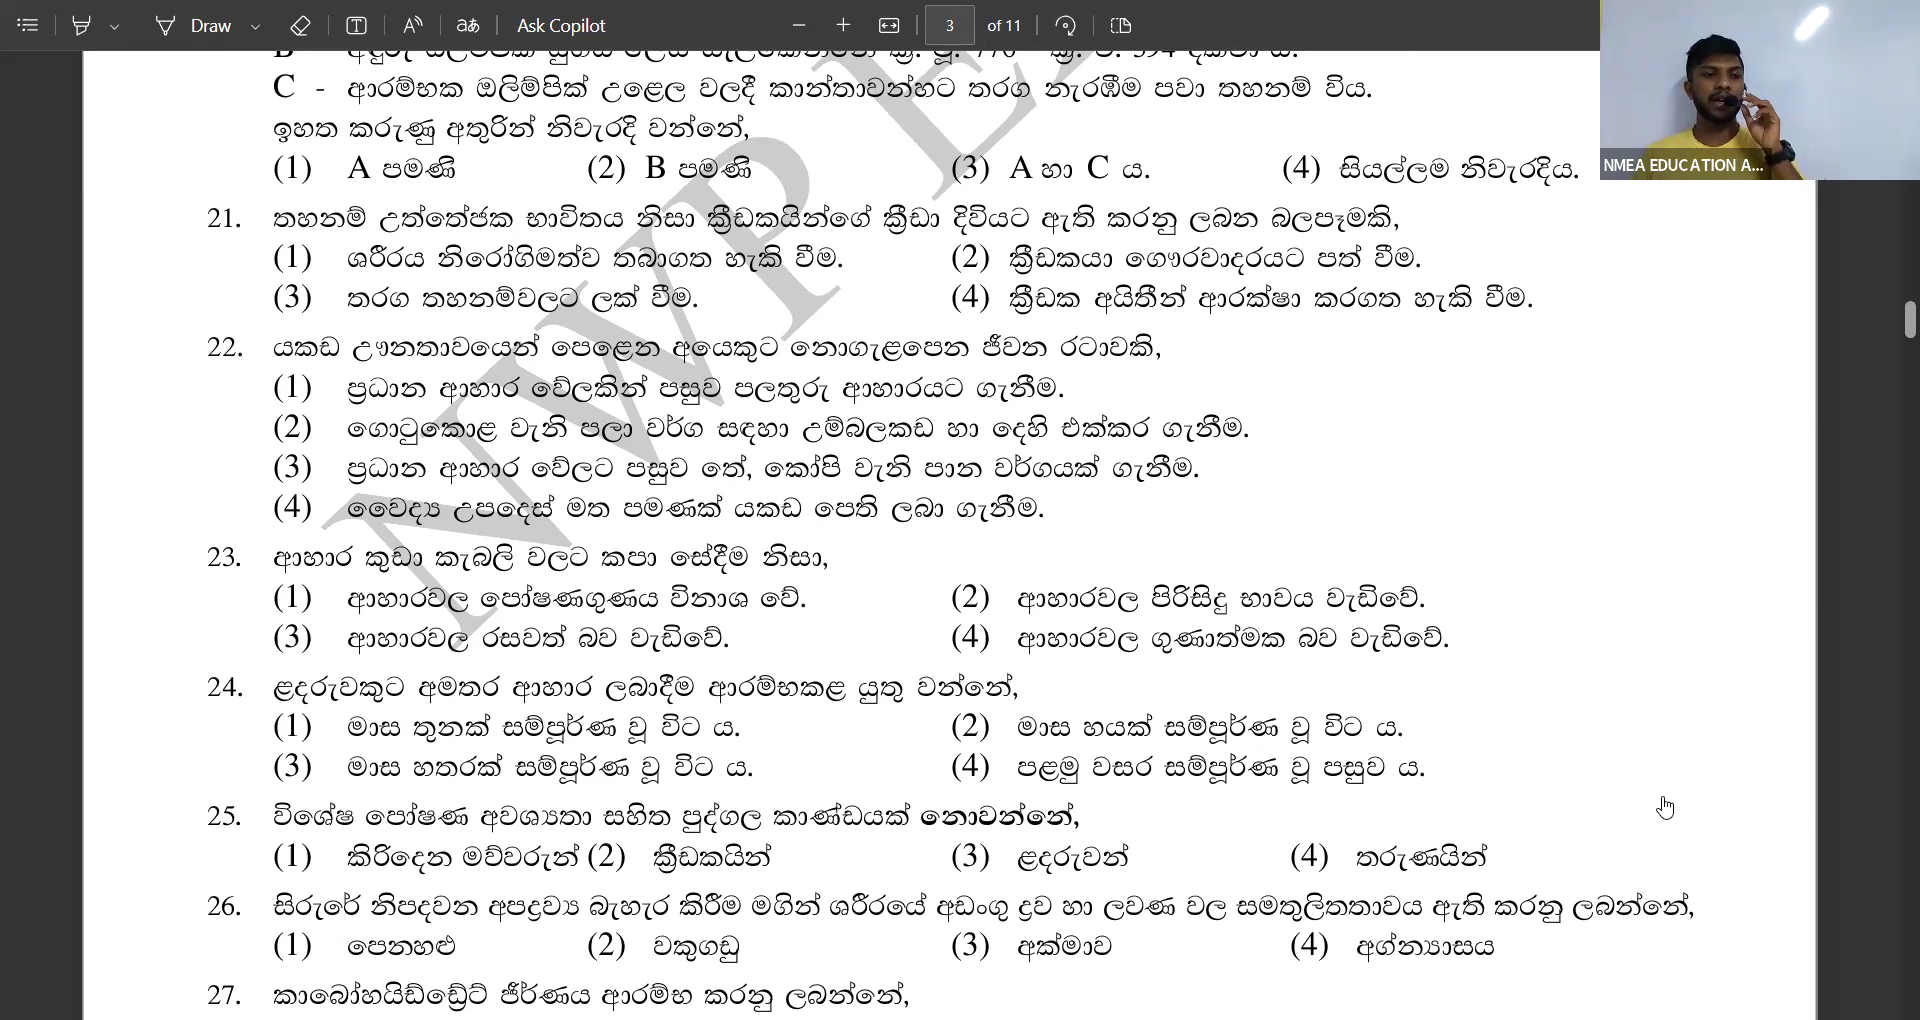 Draw
Ask Copilot
3 of 11
C - ආරම්භක ඔලිම්පික් උළෙල වලදී කාන්තාවන්හට තරග නැරඹීම පවා තහනම් විය.
ඉහත කරුණු අතුරින් නිවැරදි වන්නේ,
(1) A පමණි (2) B පමණි (3) A හා C ය. (4) සියල්ලම නිවැරදිය.
NMEA EDUCATION A...
21. තහනම් උත්තේජක භාවිතය නිසා ක්‍රීඩකයින්ගේ ක්‍රීඩා දිවියට ඇති කරනු ලබන බලපෑමකි,
(1) ශරීරය නිරෝගිමත්ව තබාගත හැකි වීම. (2) ක්‍රීඩකයා ගෞරවාදරයට පත් වීම.
(3) තරග තහනම්වලට ලක් වීම. (4) ක්‍රීඩක අයිතීන් ආරක්ෂා කරගත හැකි වීම.
22. යකඩ ඌනතාවයෙන් පෙළෙන අයෙකුට නොගැළපෙන ජීවන රටාවකි,
(1) ප්‍රධාන ආහාර වේලකින් පසුව පලතුරු ආහාරයට ගැනීම.
(2) ගොටුකොළ වැනි පලා වර්ග සඳහා උම්බලකඩ හා දෙහි එක්කර ගැනීම.
(3) ප්‍රධාන ආහාර වේලට පසුව තේ, කෝපි වැනි පාන වර්ගයක් ගැනීම.
(4) වෛද්‍ය උපදෙස් මත පමණක් යකඩ පෙති ලබා ගැනීම.
23. ආහාර කුඩා කැබලි වලට කපා සේදීම නිසා,
(1) ආහාරවල පෝෂණගුණය විනාශ වේ. (2) ආහාරවල පිරිසිදු භාවය වැඩිවේ.
(3) ආහාරවල රසවත් බව වැඩිවේ. (4) ආහාරවල ගුණාත්මක බව වැඩිවේ.
24. ළදරුවකුට අමතර ආහාර ලබාදීම ආරම්භකළ යුතු වන්නේ,
(1) මාස තුනක් සම්පූර්ණ වූ විට ය. (2) මාස හයක් සම්පූර්ණ වූ විට ය.
(3) මාස හතරක් සම්පූර්ණ වූ විට ය. (4) පළමු වසර සම්පූර්ණ වූ පසුව ය.
25. විශේෂ පෝෂණ අවශ්‍යතා සහිත පුද්ගල කාණ්ඩයක් නොවන්නේ,
(1) කිරිදෙන මව්වරුන් (2) ක්‍රීඩකයින් (3) ළදරුවන් (4) තරුණයින්
26. සිරුරේ නිපදවන අපද්‍රව්‍ය බැහැර කිරීම මගින් ශරීරයේ අඩංගු ද්‍රව හා ලවණ වල සමතුලිතතාවය ඇති කරනු ලබන්නේ,
(1) පෙනහළු (2) වකුගඩු (3) අක්මාව (4) අග්න්‍යාසය
27. කාබෝහයිඩ්ඩ්‍රේට් ජීර්ණය ආරම්භ කරනු ලබන්නේ,